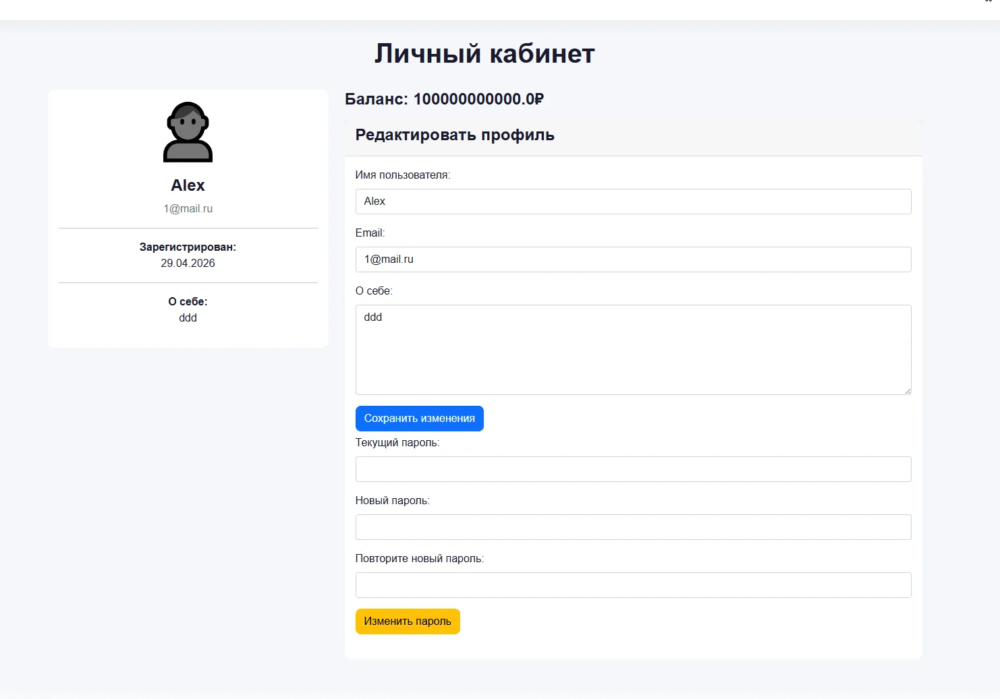 Личный кабинет
Alex
1@mail.ru
Зарегистрирован:
29.04.2026
О себе:
ddd
Баланс: 100000000000.0₽
Редактировать профиль
Имя пользователя:
Alex
Email:
1@mail.ru
О себе:
ddd
Сохранить изменения
Текущий пароль:
Новый пароль:
Повторите новый пароль:
Изменить пароль